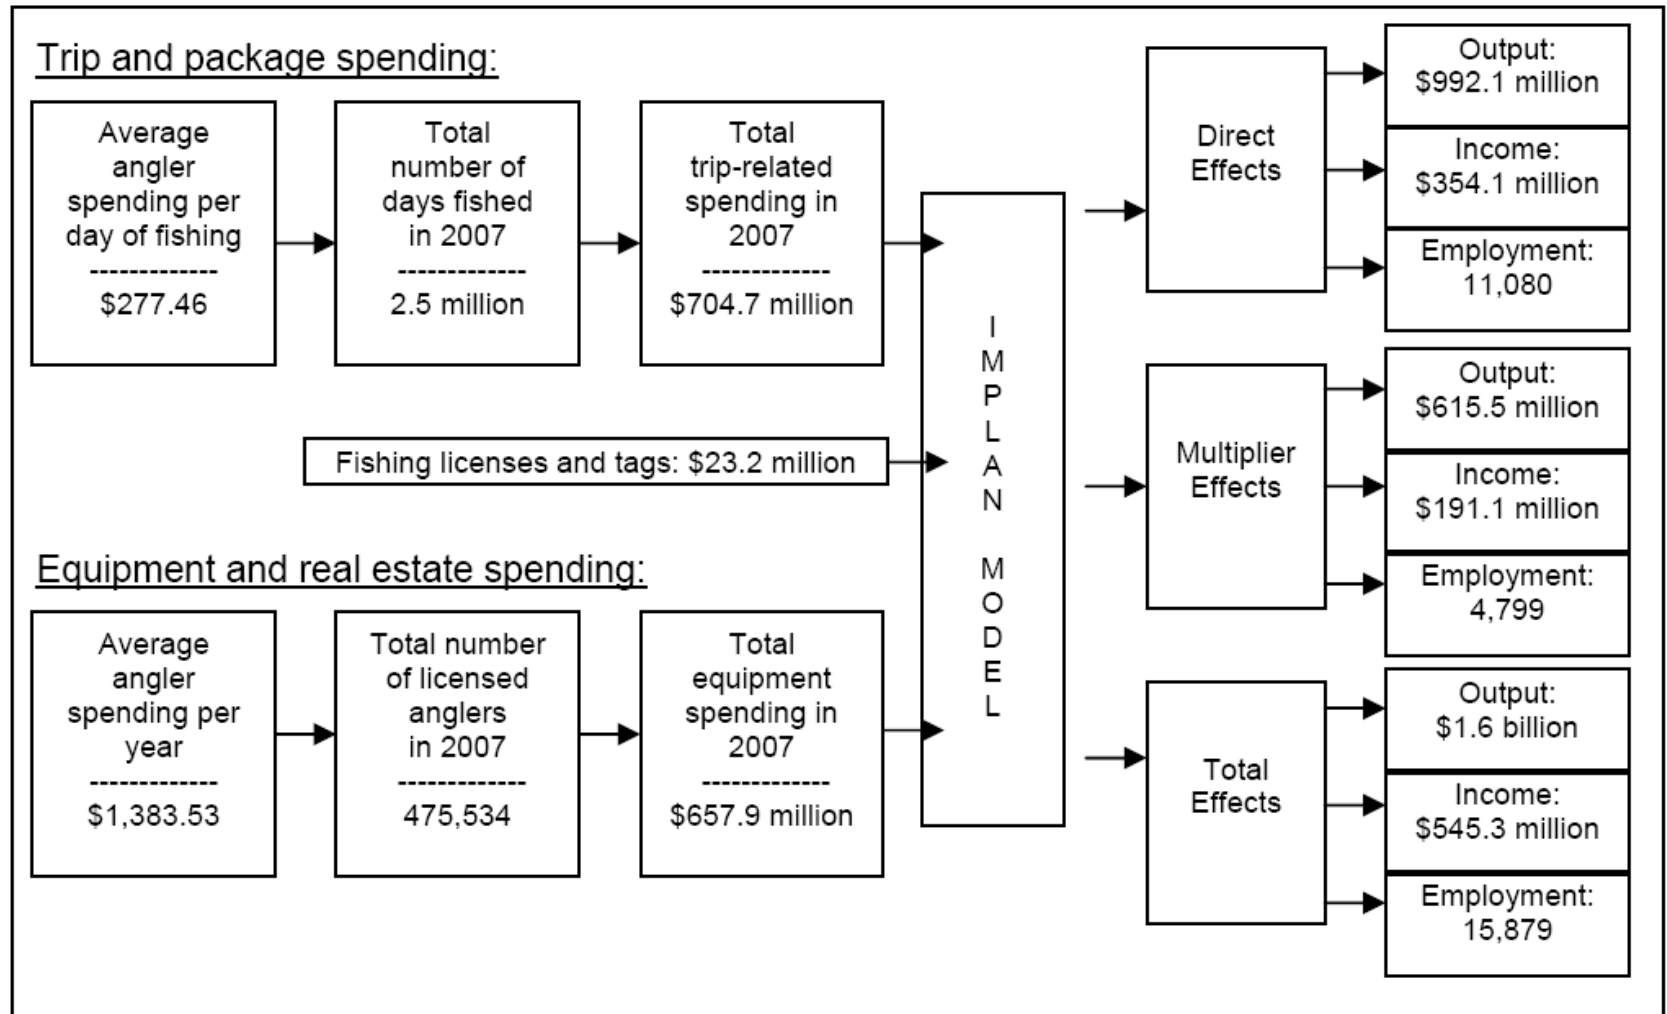 Trip and package spending:
Average
angler
spending per
day of fishing
-------------
$277.46
Total
number of
days fished
in 2007
-------------
2.5 million
Total
trip-related
spending in
2007
-------------
$704.7 million
Fishing licenses and tags: $23.2 million
Equipment and real estate spending:
Average
angler
spending per
year
-------------
$1,383.53
Total number
of licensed
anglers
in 2007
-------------
475,534
Total
equipment
spending in
2007
-------------
$657.9 million
I
M
P
L
A
N
M
O
D
E
L
Direct
Effects
Output:
$992.1 million
Income:
$354.1 million
Employment:
11,080
Multiplier
Effects
Output:
$615.5 million
Income:
$191.1 million
Employment:
4,799
Total
Effects
Output:
$1.6 billion
Income:
$545.3 million
Employment:
15,879